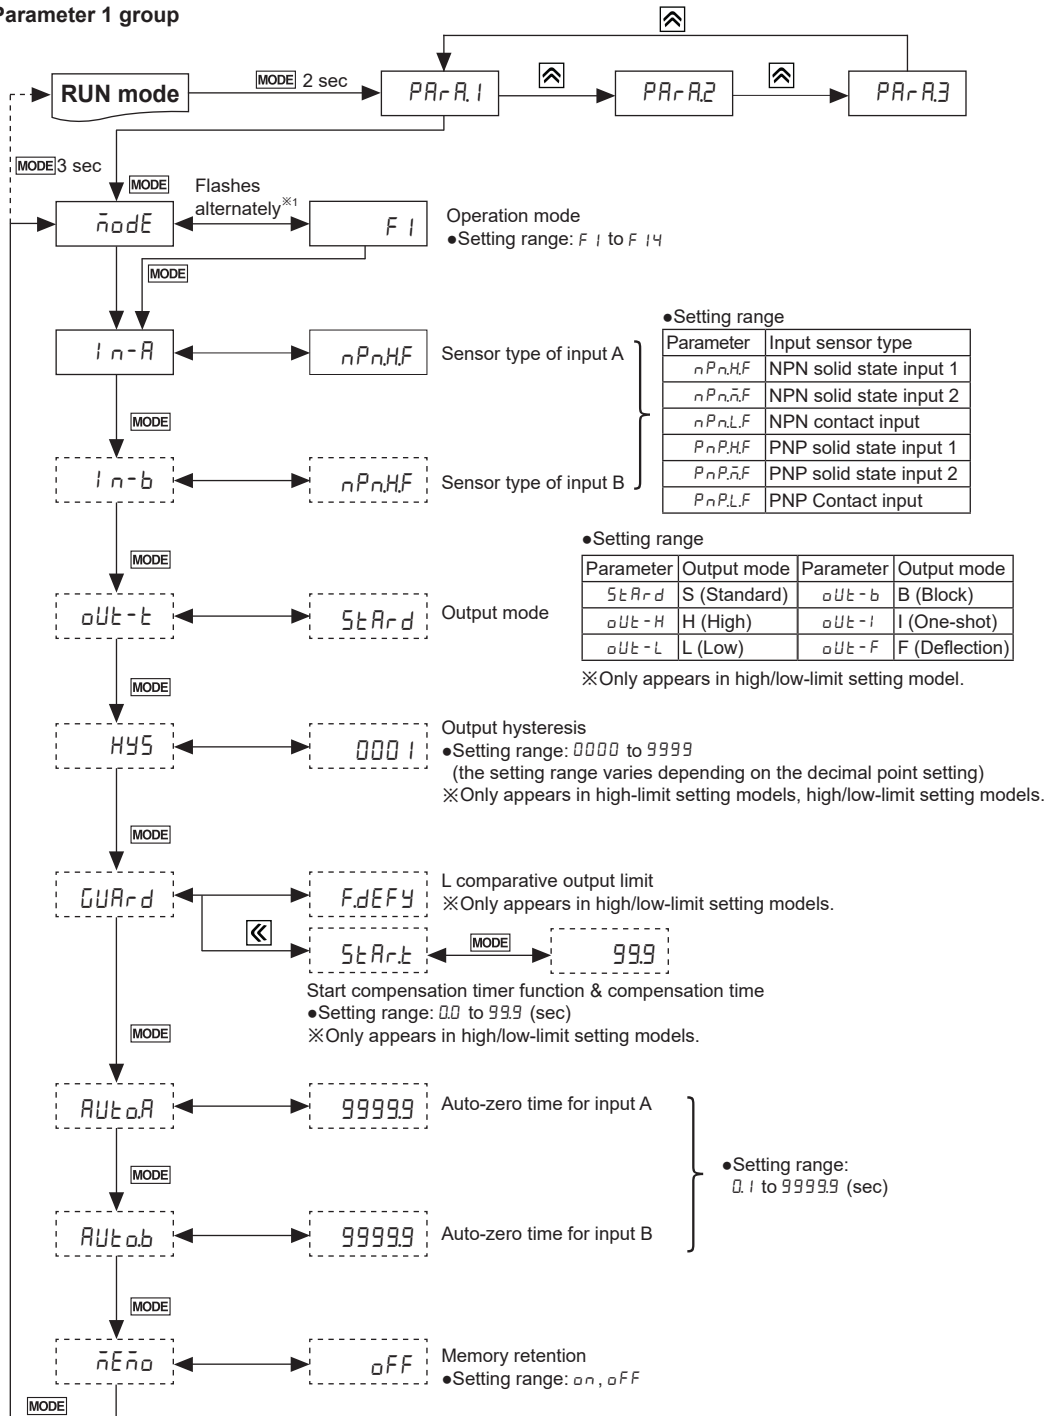 Parameter 1 group
RUN mode
MODE 2 sec
PArA.1
PArA.2
PArA.3
MODE 3 sec
MODE
Flashes
alternately※1
modE
F 1
Operation mode
●Setting range: F 1 to F 14
MODE
●Setting range
Parameter Input sensor type
nPn.H.F NPN solid state input 1
nPn.m.F NPN solid state input 2
nPn.L.F NPN contact input
PnP.H.F PNP solid state input 1
PnP.m.F PNP solid state input 2
PnP.L.F PNP Contact input
In-A
nPn.H.F
Sensor type of input A
MODE
In-b
nPn.H.F
Sensor type of input B
MODE
●Setting range
Parameter Output mode Parameter Output mode
StArd S (Standard) oUt-b B (Block)
oUt-H H (High) oUt-I I (One-shot)
oUt-L L (Low) oUt-F F (Deflection)
※Only appears in high/low-limit setting model.
oUt-t
StArd
Output mode
MODE
HYS
0001
Output hysteresis
●Setting range: 0000 to 9999
(the setting range varies depending on the decimal point setting)
※Only appears in high-limit setting models, high/low-limit setting models.
MODE
GUArd
F.dEFY
L comparative output limit
※Only appears in high/low-limit setting models.
StAr.t
MODE
99.9
Start compensation timer function & compensation time
●Setting range: 0.0 to 99.9 (sec)
※Only appears in high/low-limit setting models.
MODE
AUto.A
9999.9
Auto-zero time for input A
MODE
●Setting range:
0.1 to 9999.9 (sec)
AUto.b
9999.9
Auto-zero time for input B
MODE
mEmo
oFF
Memory retention
●Setting range: on, oFF
MODE